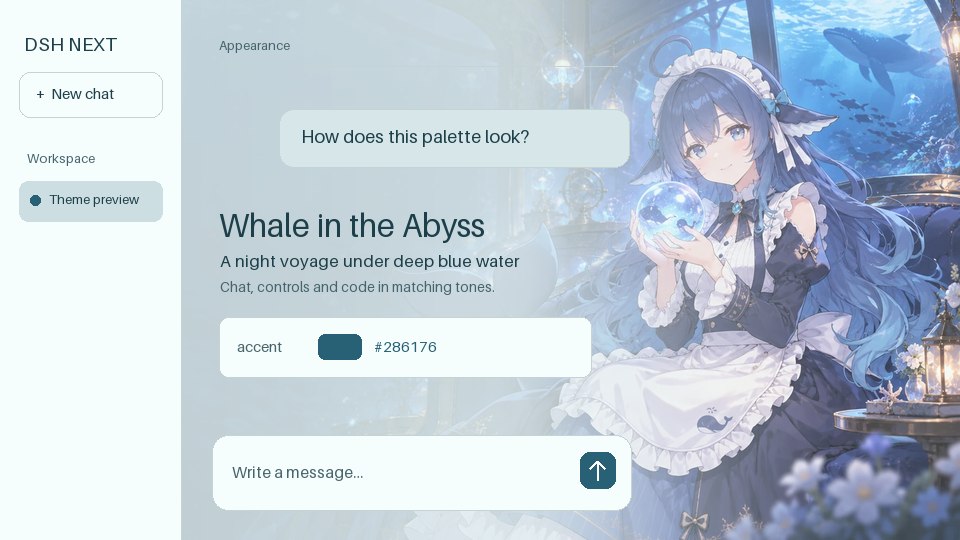 DSH NEXT
+ New chat
Workspace
Theme preview
Appearance
How does this palette look?
Whale in the Abyss
A night voyage under deep blue water
Chat, controls and code in matching tones.
accent
#286176
Write a message...